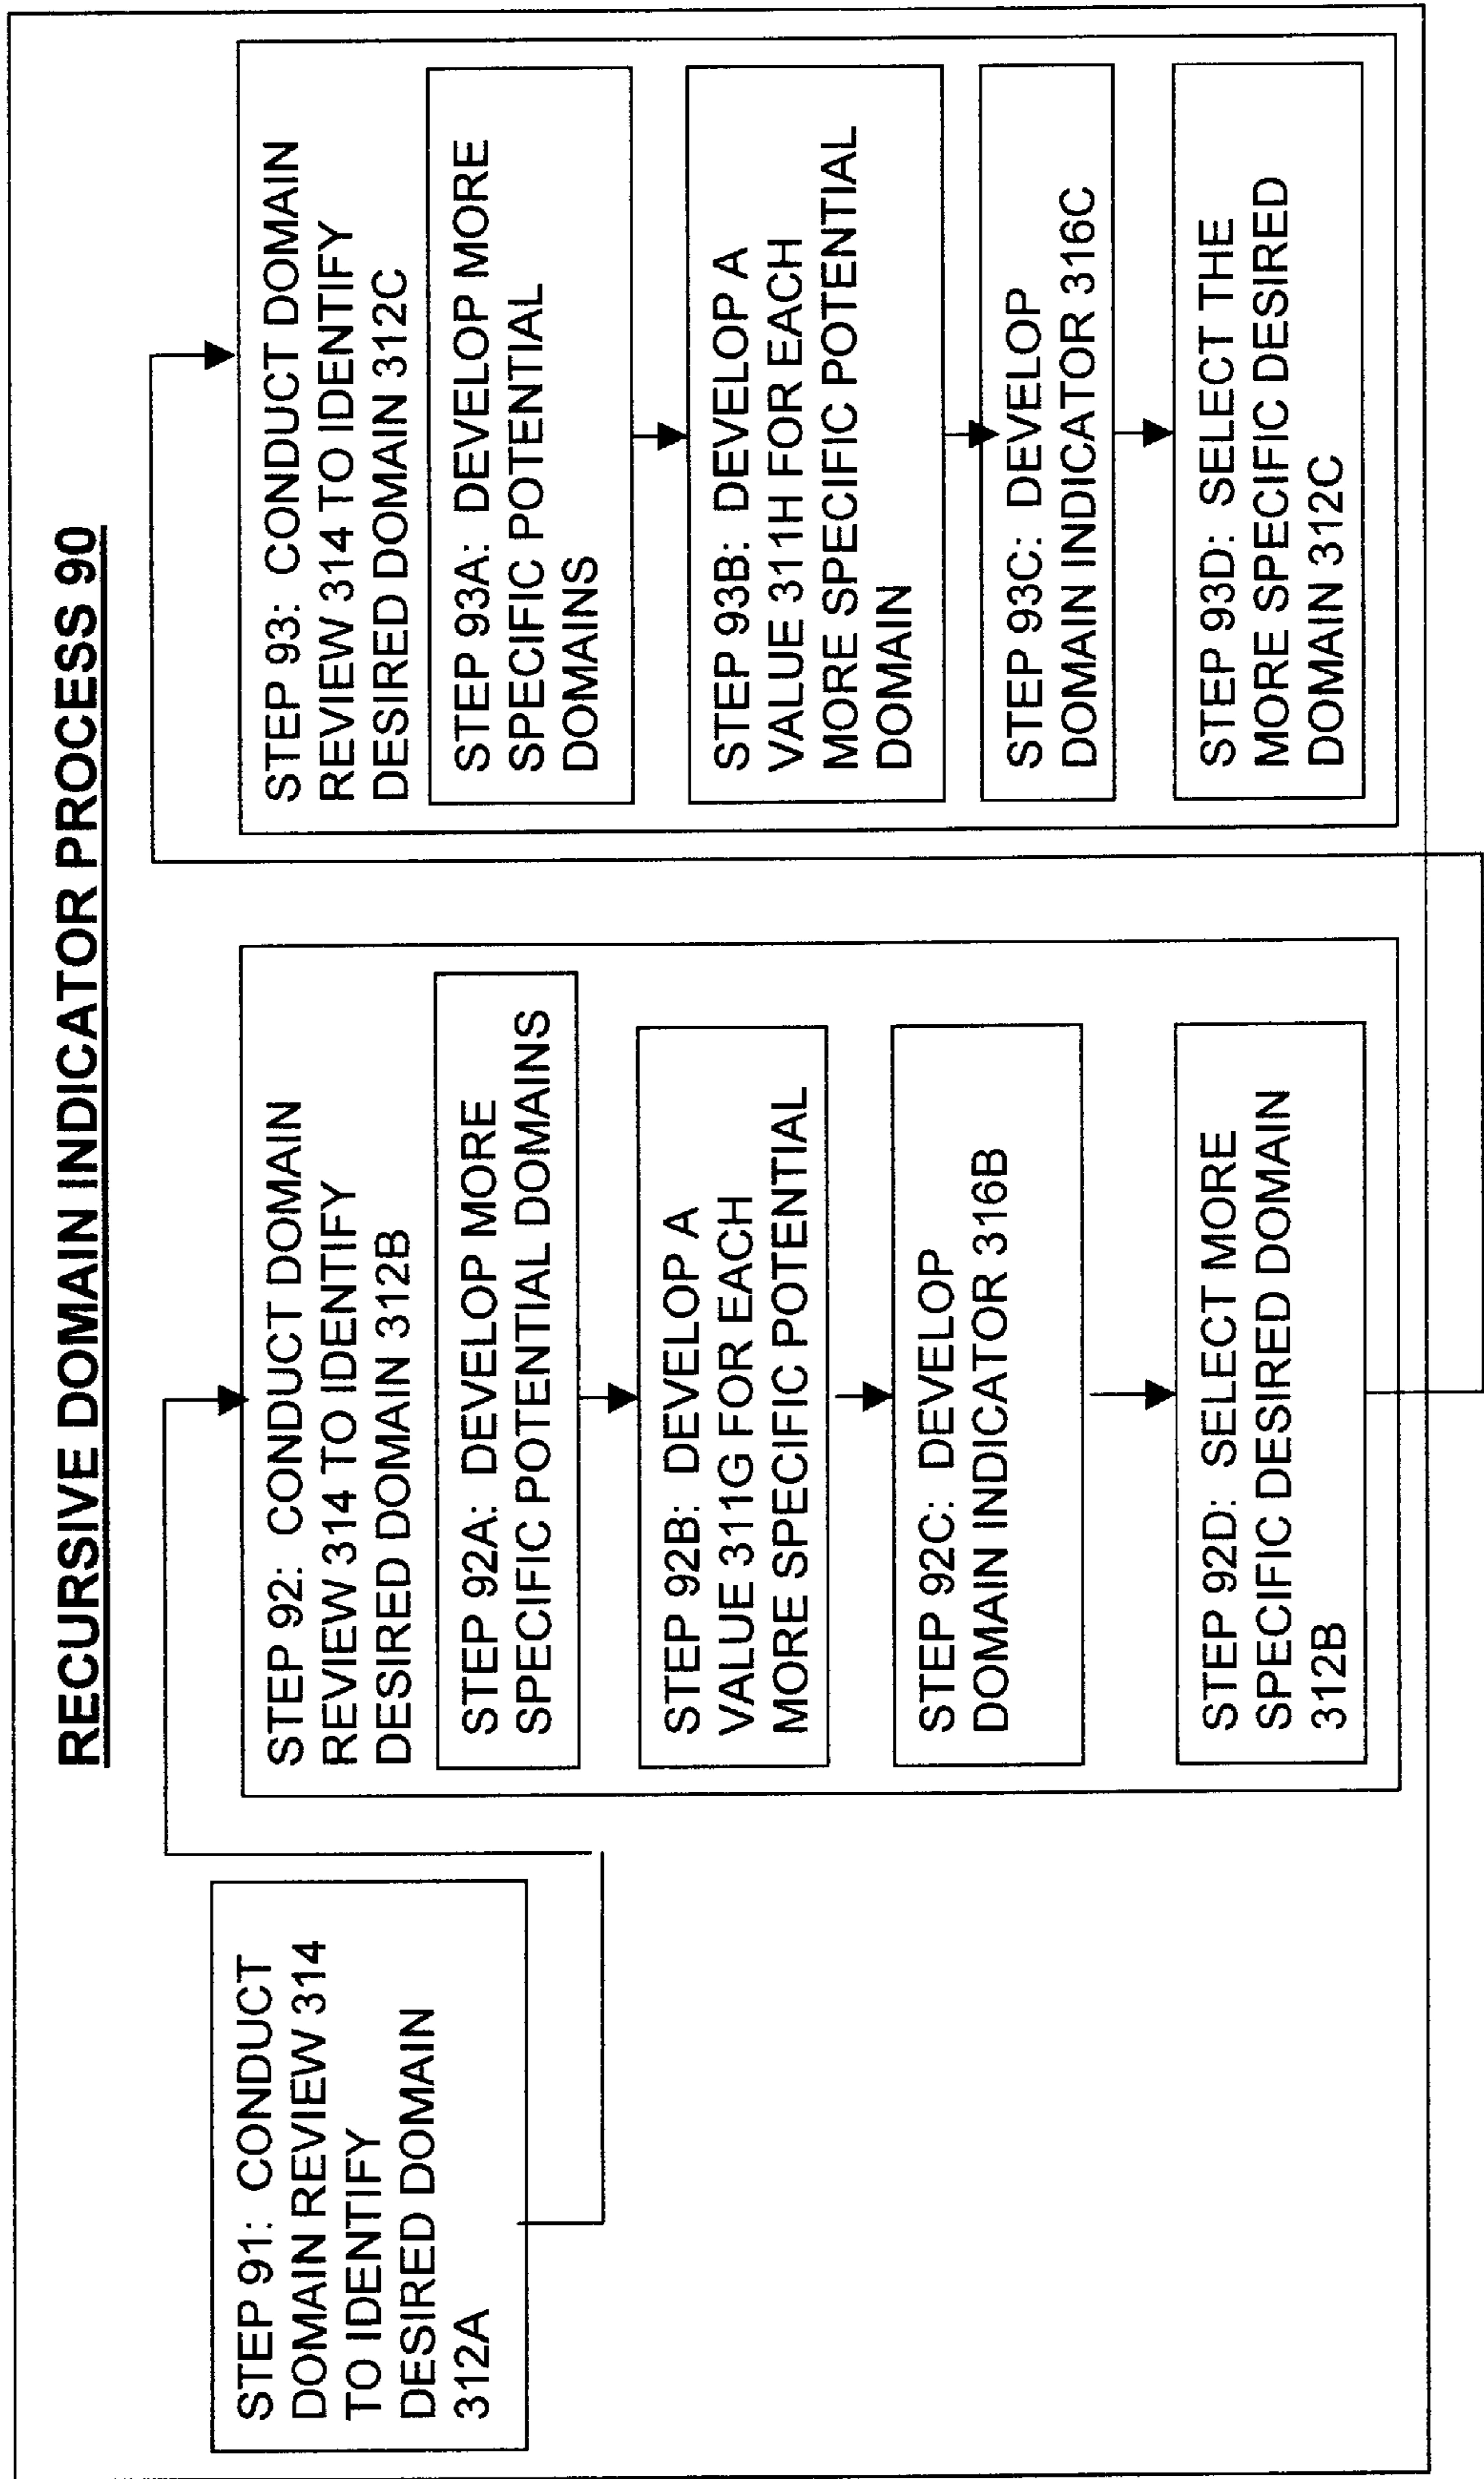 RECURSIVE DOMAIN INDICATOR PROCESS 90
STEP 91: CONDUCT
DOMAIN REVIEW 314
TO IDENTIFY
DESIRED DOMAIN
312A
STEP 92: CONDUCT DOMAIN
REVIEW 314 TO IDENTIFY
DESIRED DOMAIN 312B
STEP 92A: DEVELOP MORE
SPECIFIC POTENTIAL DOMAINS
STEP 92B: DEVELOP A
VALUE 311G FOR EACH
MORE SPECIFIC POTENTIAL
STEP 92C: DEVELOP
DOMAIN INDICATOR 316B
STEP 92D: SELECT MORE
SPECIFIC DESIRED DOMAIN
312B
STEP 93: CONDUCT DOMAIN
REVIEW 314 TO IDENTIFY
DESIRED DOMAIN 312C
STEP 93A: DEVELOP MORE
SPECIFIC POTENTIAL
DOMAINS
STEP 93B: DEVELOP A
VALUE 311H FOR EACH
MORE SPECIFIC POTENTIAL
DOMAIN
STEP 93C: DEVELOP
DOMAIN INDICATOR 316C
STEP 93D: SELECT THE
MORE SPECIFIC DESIRED
DOMAIN 312C